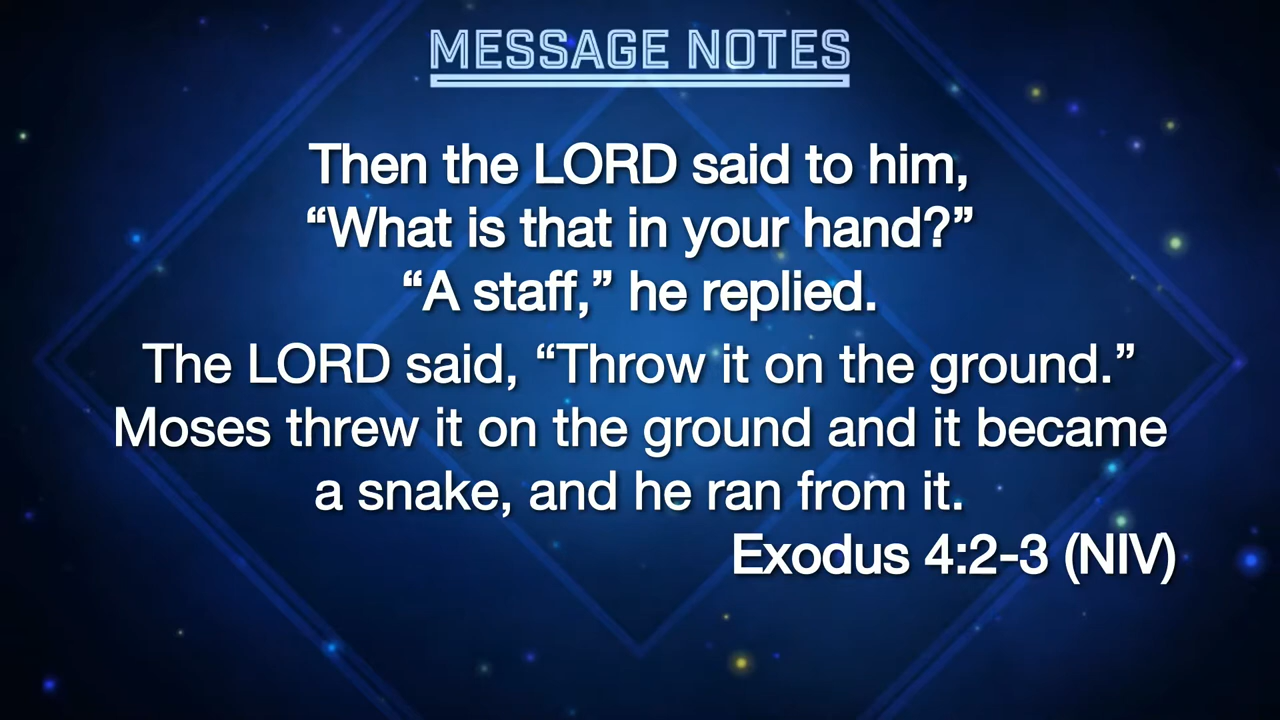 MESSAGE NOTES
Then the LORD said to him,
“What is that in your hand?”
“A staff,” he replied.
The LORD said, “Throw it on the ground.”
Moses threw it on the ground and it became
a snake, and he ran from it.
Exodus 4:2-3 (NIV)